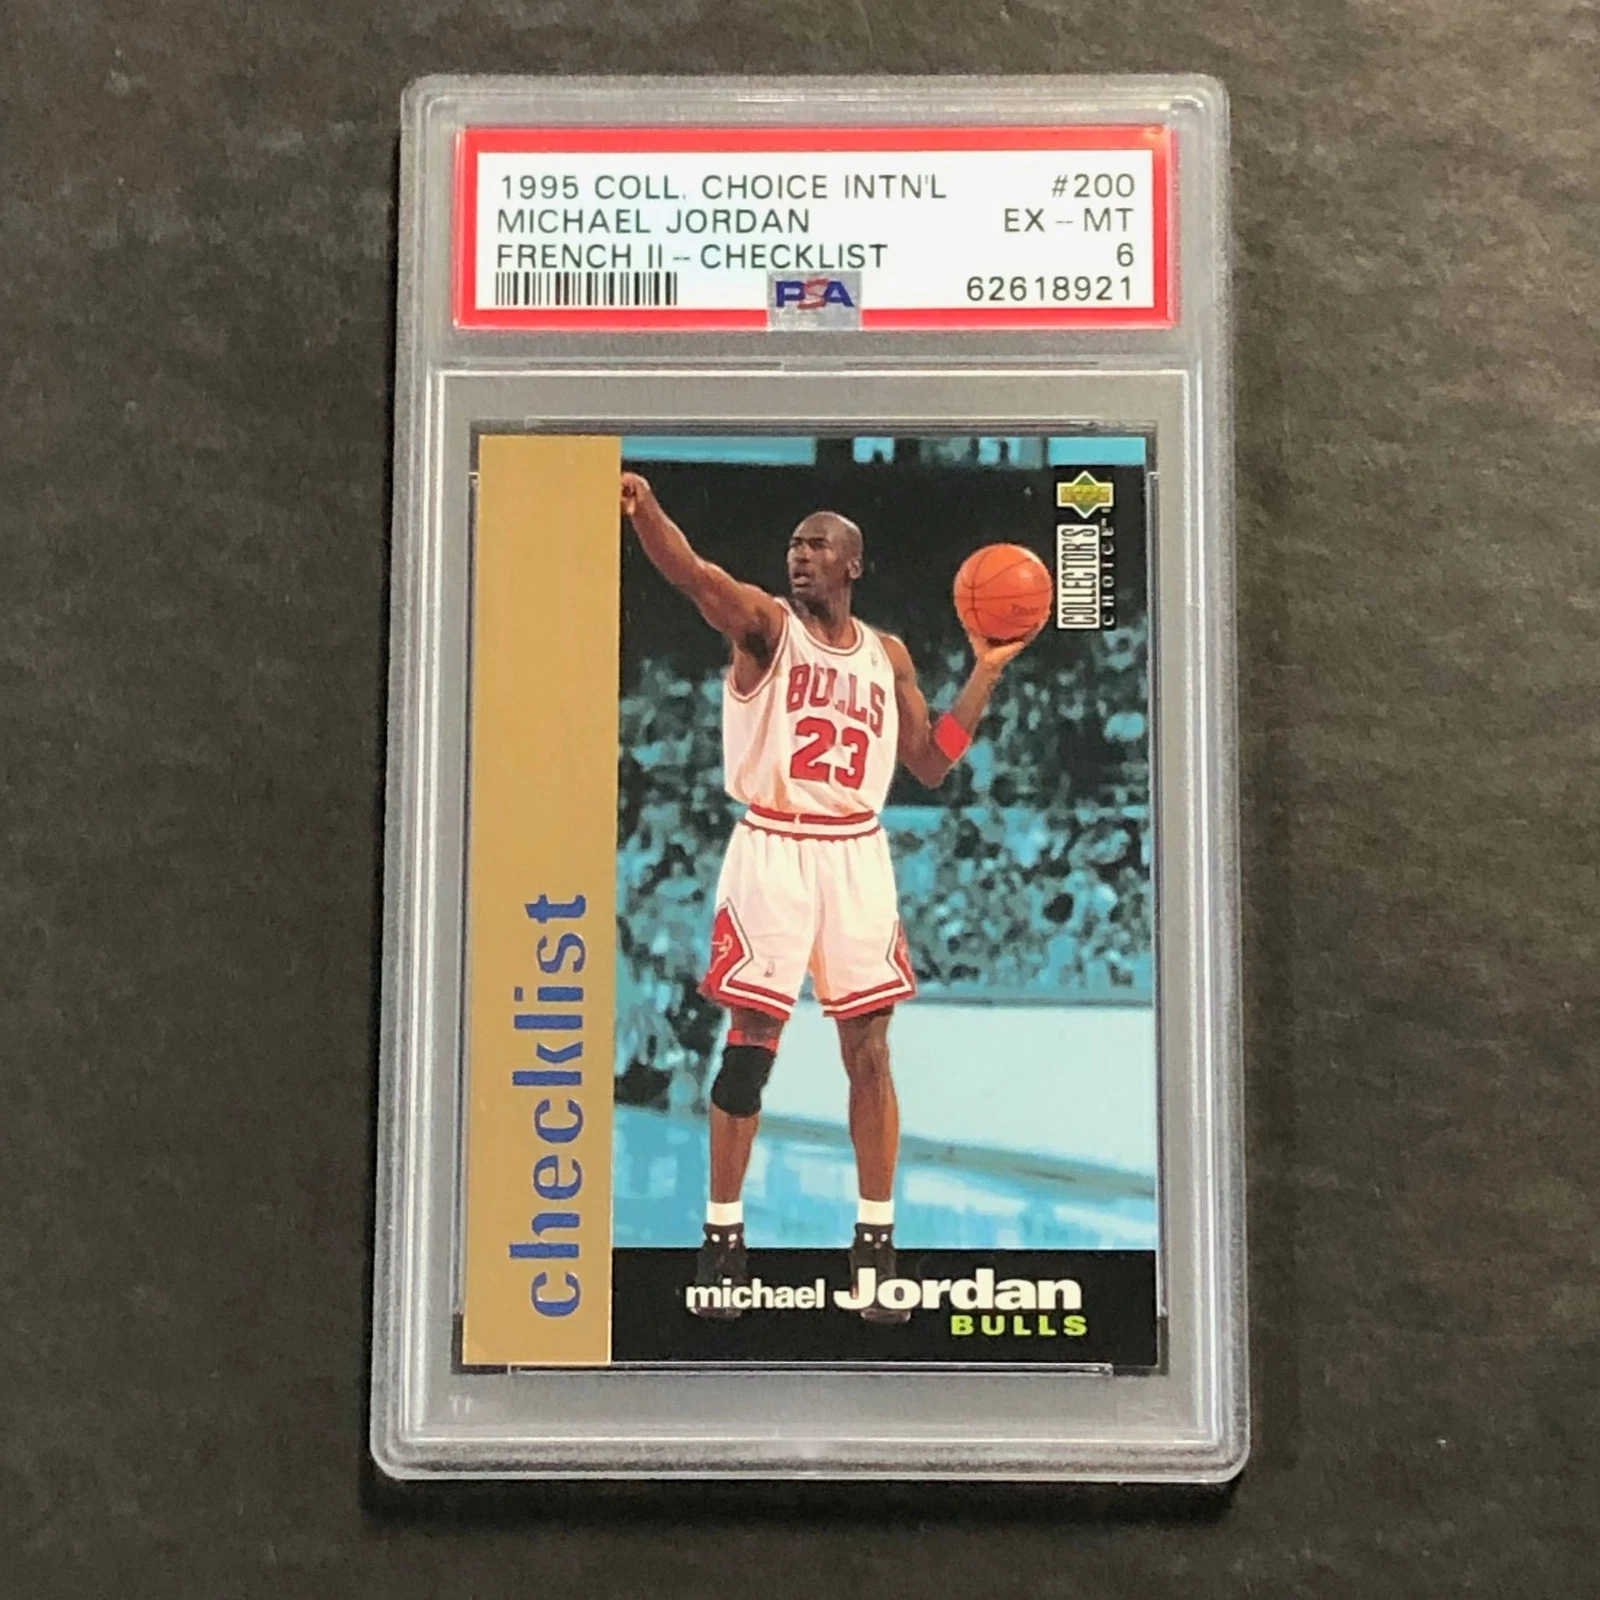 1995 COLL. CHOICE INTN'L #200
MICHAEL JORDAN EX - MT
FRENCH II - CHECKLIST 6
PSA 62618921
COLLECTOR'S
CHOICE™
BULLS
23
checklist
michael Jordan
BULLS